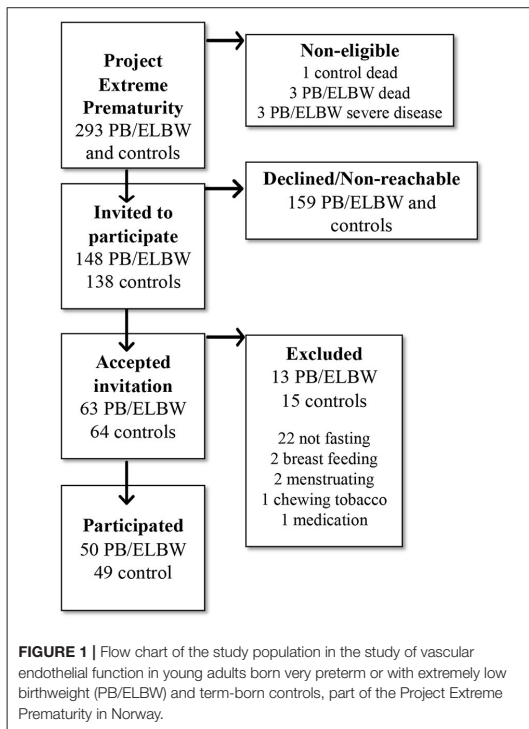 Project
Extreme
Prematurity
293 PB/ELBW
and controls
Non-eligible
1 control dead
3 PB/ELBW dead
3 PB/ELBW severe disease
Invited to
participate
148 PB/ELBW
138 controls
Declined/Non-reachable
159 PB/ELBW and
controls
Accepted
invitation
63 PB/ELBW
64 controls
Excluded
13 PB/ELBW
15 controls
22 not fasting
2 breast feeding
2 menstruating
1 chewing tobacco
1 medication
Participated
50 PB/ELBW
49 control
FIGURE 1 | Flow chart of the study population in the study of vascular
endothelial function in young adults born very preterm or with extremely low
birthweight (PB/ELBW) and term-born controls, part of the Project Extreme
Prematurity in Norway.